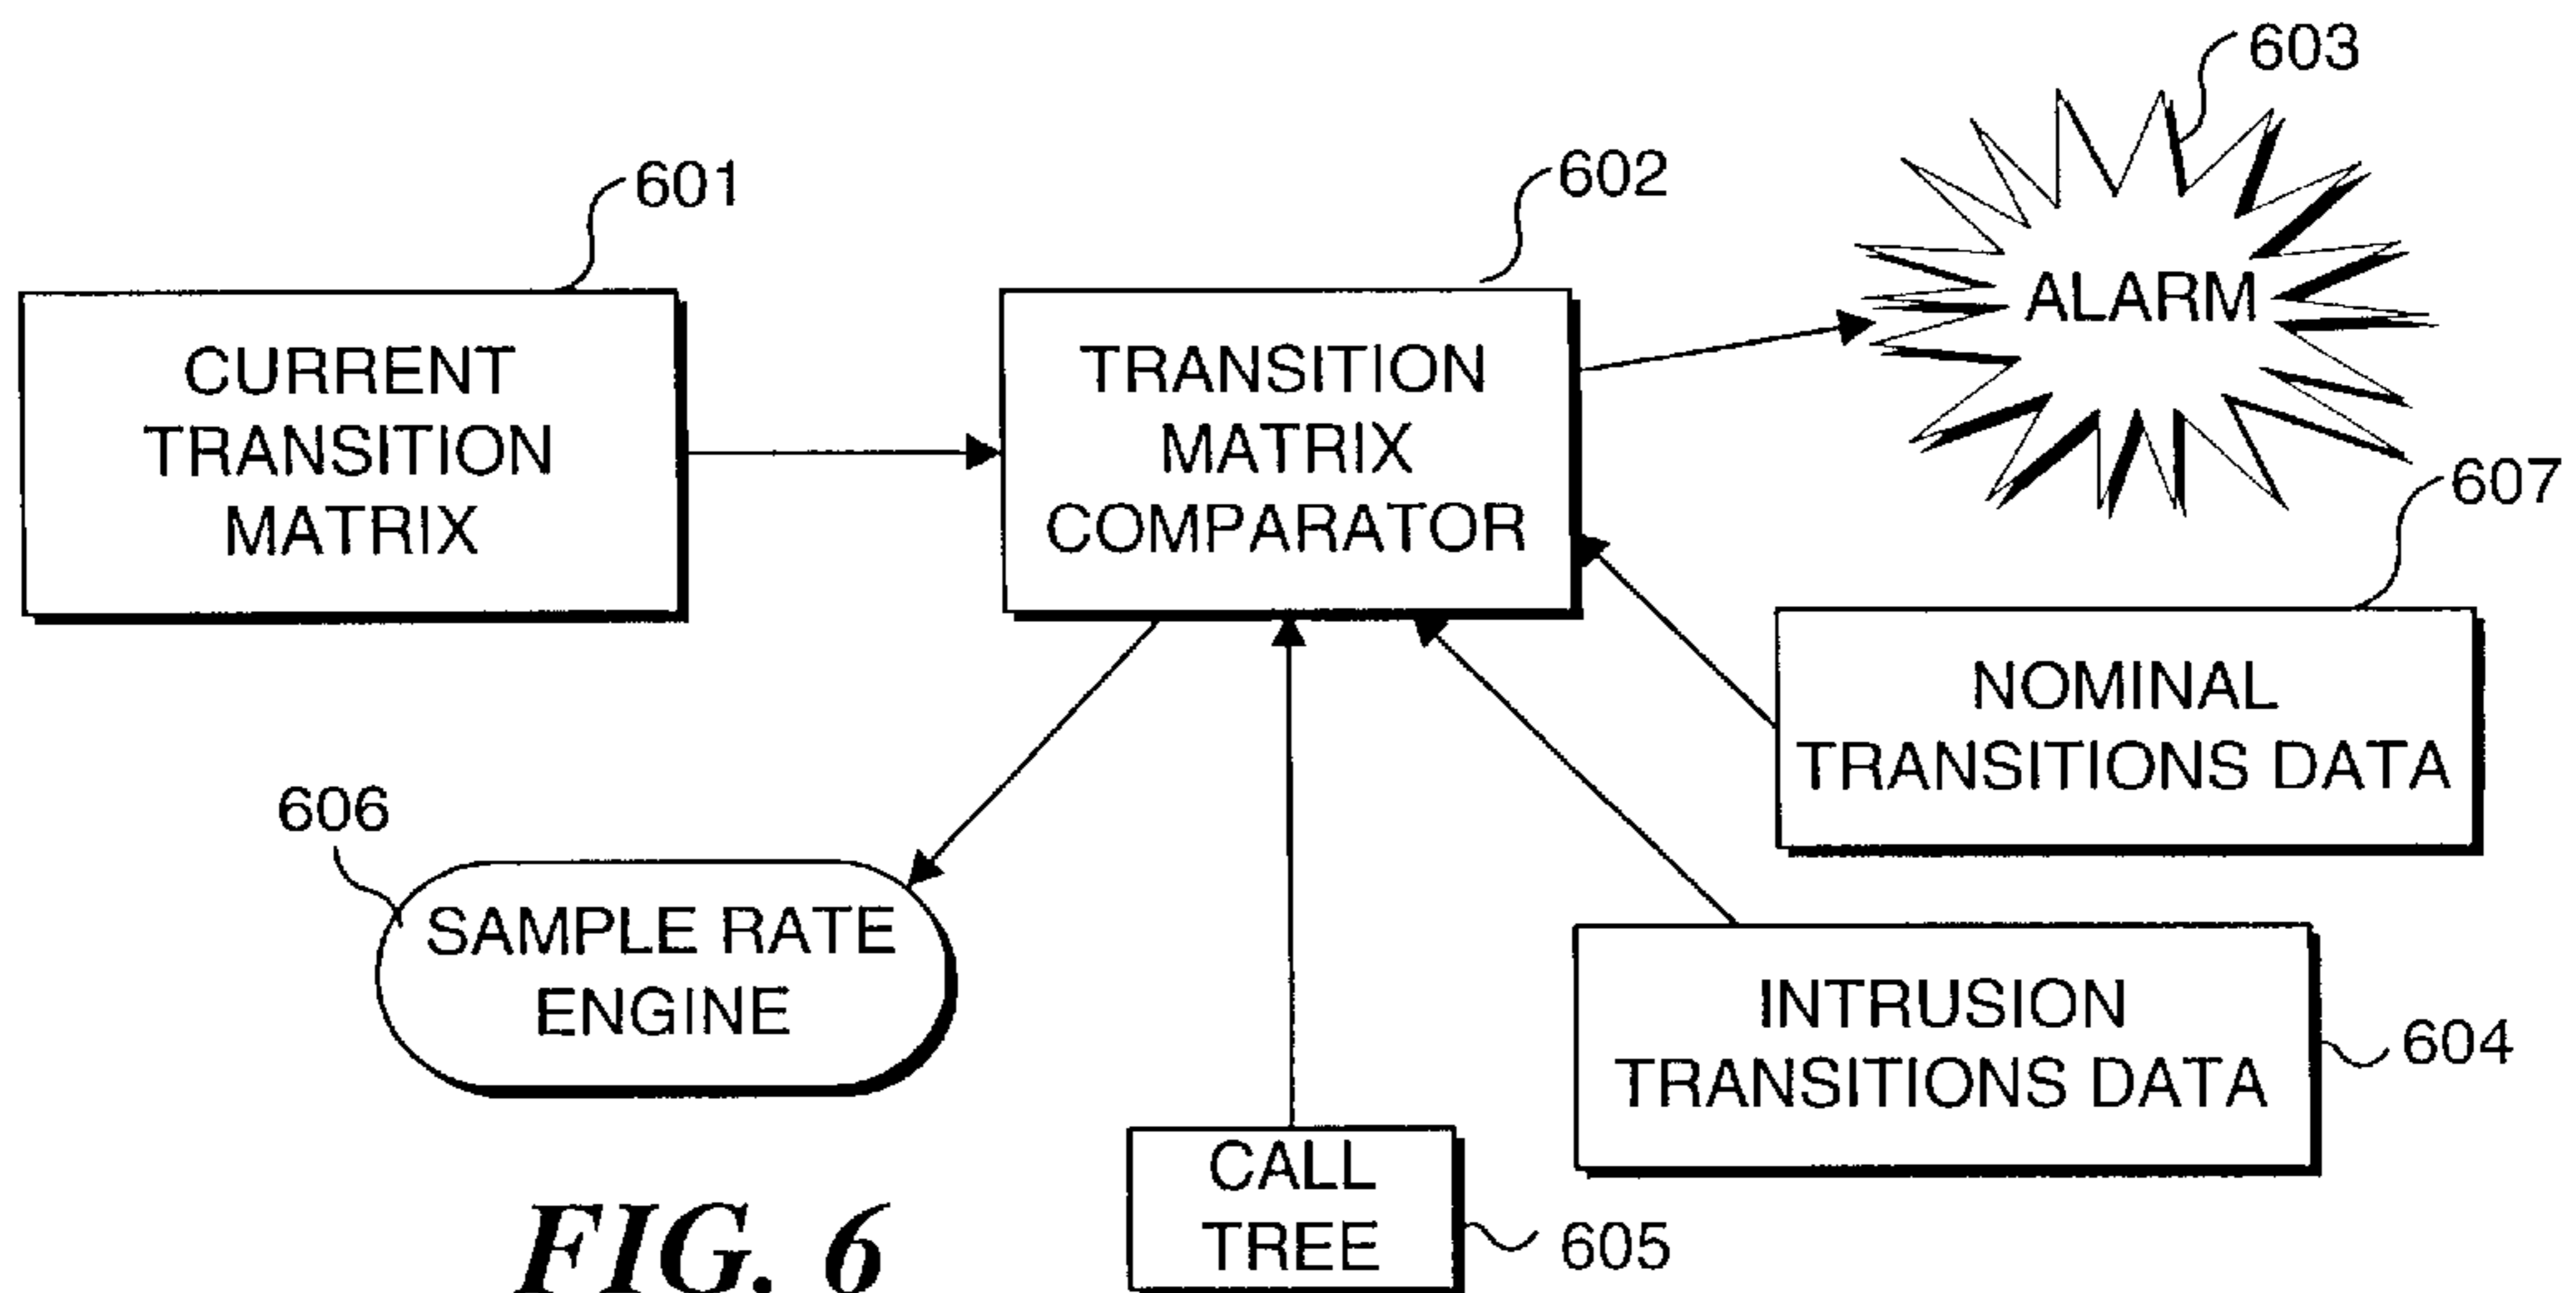 603
601
602
ALARM
CURRENT
TRANSITION
MATRIX
TRANSITION
MATRIX
COMPARATOR
607
NOMINAL
TRANSITIONS DATA
606
SAMPLE RATE
ENGINE
INTRUSION
TRANSITIONS DATA
604
CALL
TREE
605
FIG. 6